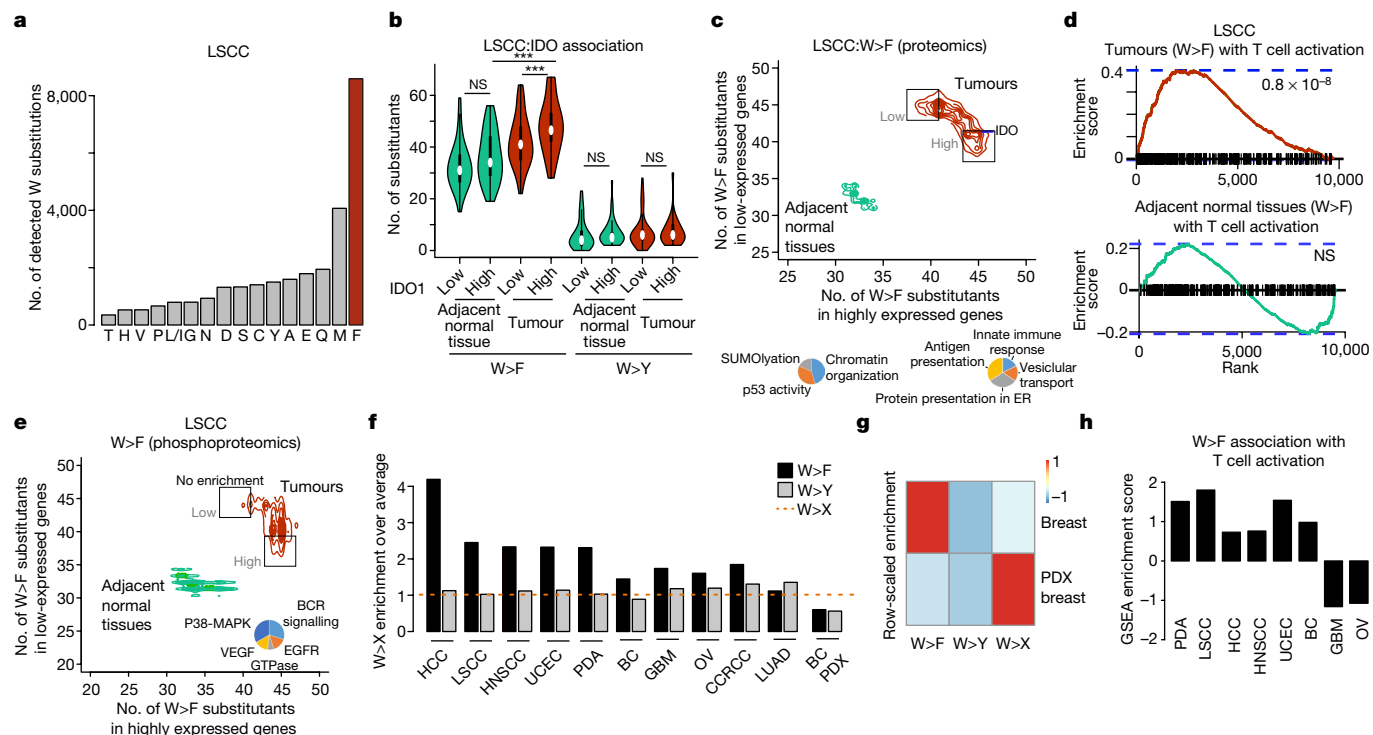 a
LSCC
No. of detected W substitutions
8,000
4,000
0
T H V P L/I G N D S C Y A E Q M F
b
LSCC:IDO association
***
***
NS
NS
NS
No. of substitutants
60
40
20
0
IDO1
Low High Low High Low High Low High
Adjacent normal tissue
Tumour
Adjacent normal tissue
Tumour
W>F
W>Y
c
LSCC:W>F (proteomics)
No. of W>F substitutants
in low-expressed genes
50
45
40
35
30
25
Tumours
Low
IDO
High
Adjacent
normal
tissues
25 30 35 40 45 50
No. of W>F substitutants
in highly expressed genes
SUMOlyation
Chromatin
organization
p53 activity
Innate immune
response
Antigen
presentation
Vesicular
transport
Protein presentation in ER
d
LSCC
Tumours (W>F) with T cell activation
Enrichment
score
0.4
0
0.8 × 10⁻⁸
0 5,000 10,000
Adjacent normal tissues (W>F)
with T cell activation
Enrichment
score
0.2
0
−0.2
NS
0 5,000 10,000
Rank
e
LSCC
W>F (phosphoproteomics)
No. of W>F substitutants
in low-expressed genes
50
45
40
35
30
25
20
No enrichment
Tumours
Low
High
Adjacent
normal
tissues
BCR
signalling
P38-MAPK
VEGF
EGFR
GTPase
20 25 30 35 40 45 50
No. of W>F substitutants
in highly expressed genes
f
W>X enrichment over average
4
3
2
1
0
W>F
W>Y
W>X
HCC LSCC HNSCC UCEC PDA BC GBM OV CCRCC LUAD BC PDX
g
Row-scaled enrichment
1
−1
Breast
PDX
breast
W>F W>Y W>X
h
W>F association with
T cell activation
GSEA enrichment score
2
1
0
−1
−2
PDA LSCC HCC HNSCC UCEC BC GBM OV